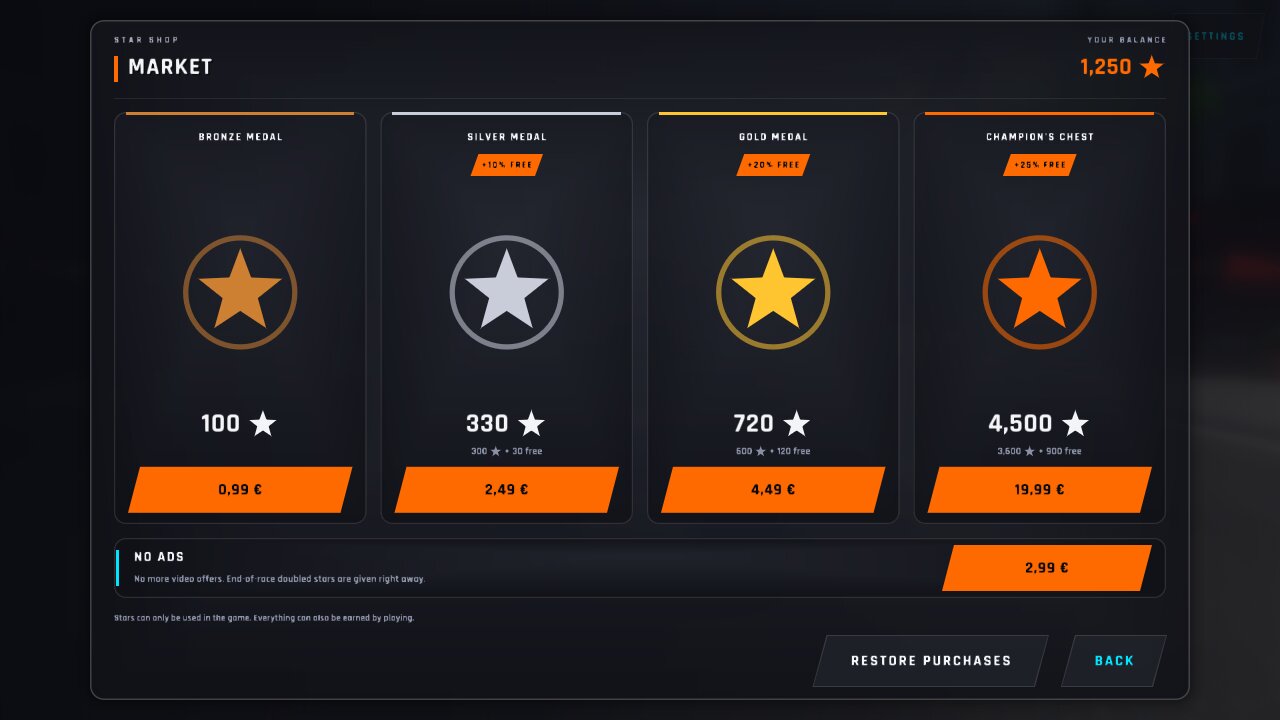 STAR SHOP
MARKET
YOUR BALANCE
1,250
SETTINGS
BRONZE MEDAL
100
0,99 €
SILVER MEDAL
+10% FREE
330
300 ★ + 30 free
2,49 €
GOLD MEDAL
+20% FREE
720
600 ★ + 120 free
4,49 €
CHAMPION'S CHEST
+25% FREE
4,500
3,600 ★ + 900 free
19,99 €
NO ADS
No more video offers. End-of-race doubled stars are given right away.
2,99 €
Stars can only be used in the game. Everything can also be earned by playing.
RESTORE PURCHASES
BACK